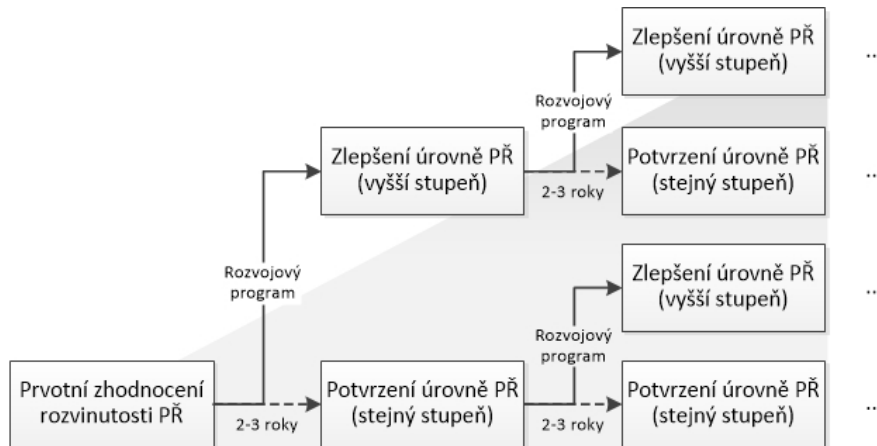 Zlepšení úrovně PŘ
(vyšší stupeň)
..
Rozvojový
program
Zlepšení úrovně PŘ
(vyšší stupeň)
2-3 roky
Potvrzení úrovně PŘ
(stejný stupeň)
..
Rozvojový
program
Zlepšení úrovně PŘ
(vyšší stupeň)
..
Rozvojový
program
Prvotní zhodnocení
rozvinutosti PŘ
2-3 roky
Potvrzení úrovně PŘ
(stejný stupeň)
2-3 roky
Potvrzení úrovně PŘ
(stejný stupeň)
..